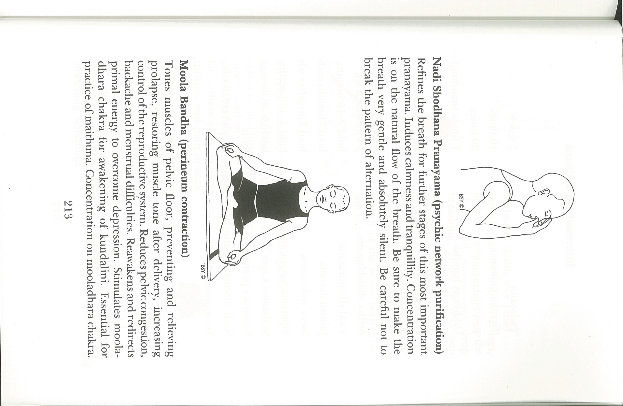 BSY ©
Nadi Shodhana Pranayama (psychic network purification)
Refines the breath for further stages of this most important
pranayama. Induces calmness and tranquillity. Concentration
is on the natural flow of the breath. Be sure to make the
breath very gentle and absolutely silent. Be careful not to
break the pattern of alternation.
BSY ©
Moola Bandha (perineum contraction)
Tones muscles of pelvic floor, preventing and relieving
prolapse, restoring muscle tone after delivery, increasing
control of the reproductive system. Reduces pelvic congestion,
backache and menstrual difficulties. Reawakens and redirects
primal energy to overcome depression. Stimulates moola-
dhara chakra for awakening of kundalini. Essential for
practice of maithuna. Concentration on mooladhara chakra.
213